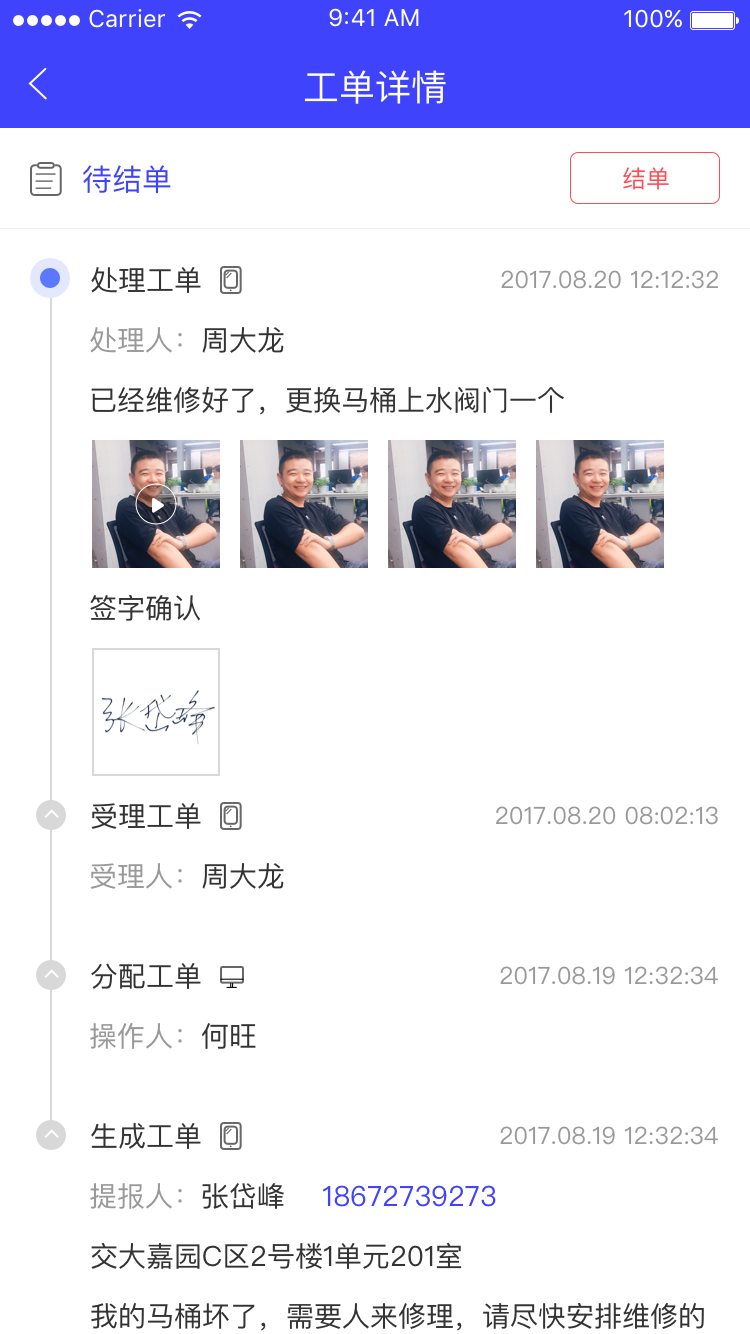 Carrier 9:41 AM 100%
工单详情
待结单 结单
处理工单 2017.08.20 12:12:32
处理人：周大龙
已经维修好了，更换马桶上水阀门一个
签字确认
张岱峰
受理工单 2017.08.20 08:02:13
受理人：周大龙
分配工单 2017.08.19 12:32:34
操作人：何旺
生成工单 2017.08.19 12:32:34
提报人：张岱峰 18672739273
交大嘉园C区2号楼1单元201室
我的马桶坏了，需要人来修理，请尽快安排维修的